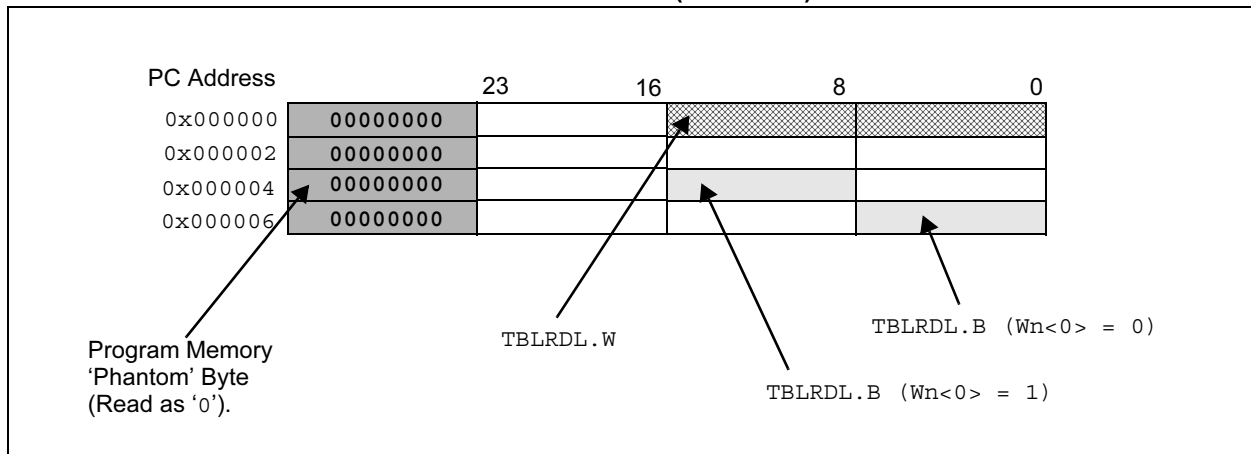 PC Address
23 16 8 0
0x000000 00000000
0x000002 00000000
0x000004 00000000
0x000006 00000000
TBLRDL.W
TBLRDL.B (Wn<0> = 0)
TBLRDL.B (Wn<0> = 1)
Program Memory
‘Phantom’ Byte
(Read as ‘0’).